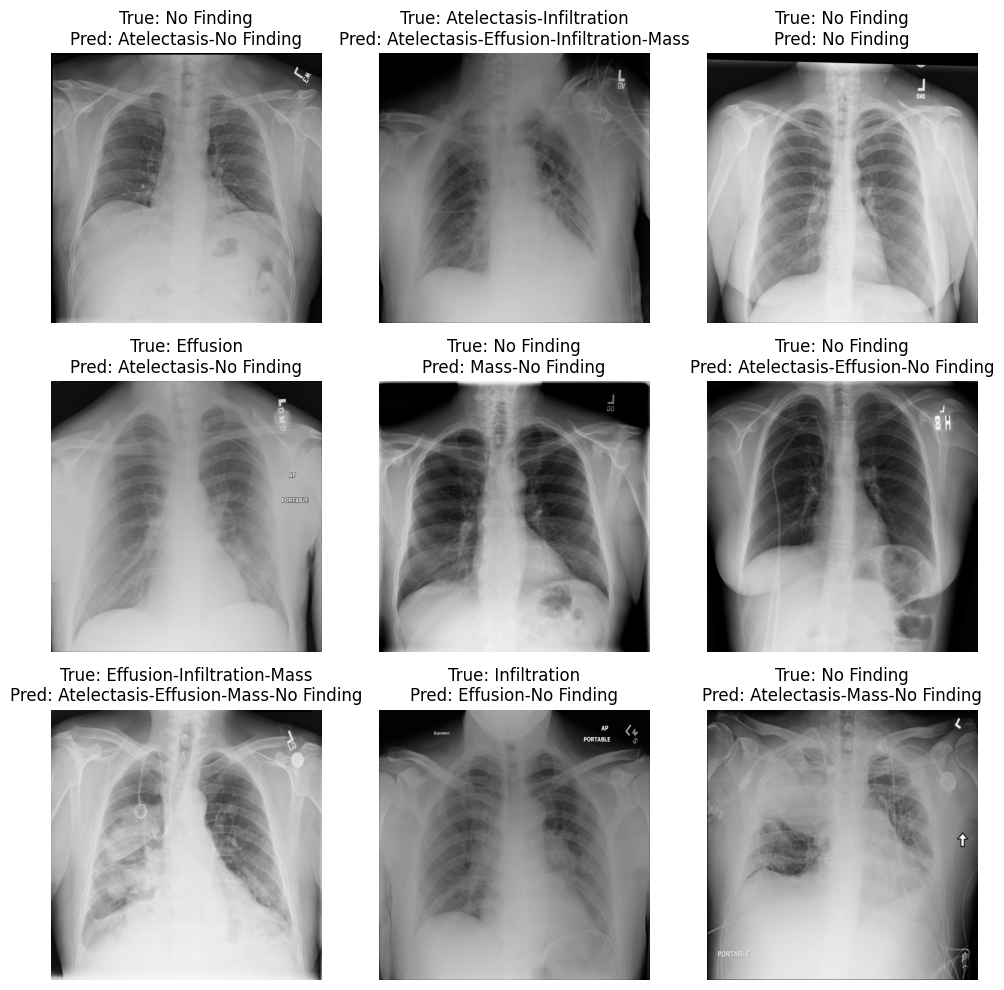 True: No Finding
Pred: Atelectasis-No Finding
True: Atelectasis-Infiltration
Pred: Atelectasis-Effusion-Infiltration-Mass
True: No Finding
Pred: No Finding
L
L
L
True: Effusion
Pred: Atelectasis-No Finding
True: No Finding
Pred: Mass-No Finding
True: No Finding
Pred: Atelectasis-Effusion-No Finding
L
AP
PORTABLE
L
L
True: Effusion-Infiltration-Mass
Pred: Atelectasis-Effusion-Mass-No Finding
True: Infiltration
Pred: Effusion-No Finding
True: No Finding
Pred: Atelectasis-Mass-No Finding
L
AP
PORTABLE
L
L
PORTABLE